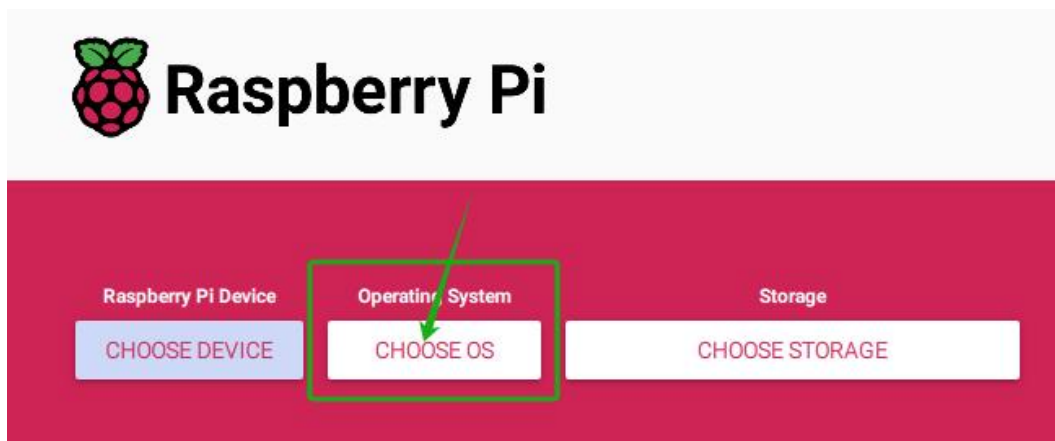 Raspberry Pi
Raspberry Pi Device
Operating System
Storage
CHOOSE DEVICE
CHOOSE OS
CHOOSE STORAGE